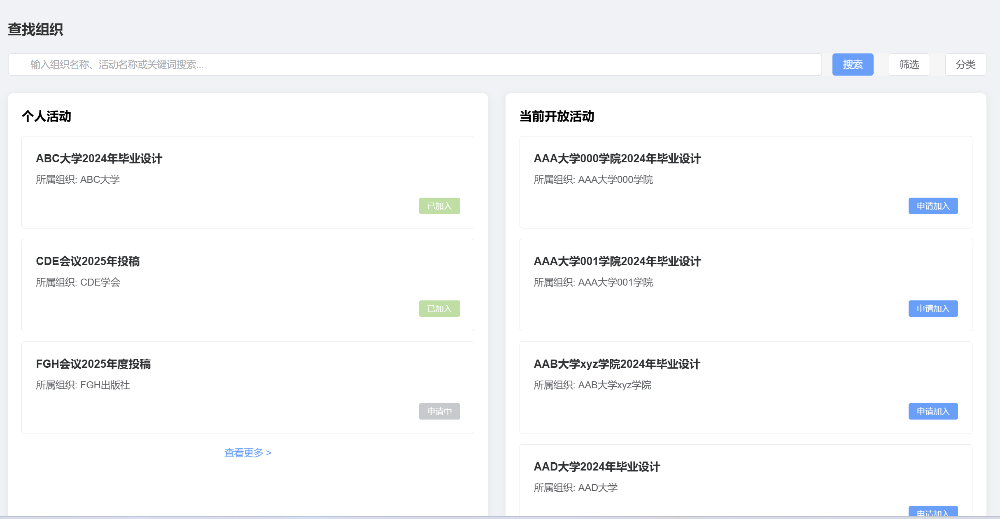 查找组织
输入组织名称、活动名称或关键词搜索...
搜索
筛选
分类
个人活动
ABC大学2024年毕业设计
所属组织: ABC大学
已加入
CDE会议2025年投稿
所属组织: CDE学会
已加入
FGH会议2025年度投稿
所属组织: FGH出版社
申请中
查看更多 >
当前开放活动
AAA大学000学院2024年毕业设计
所属组织: AAA大学000学院
申请加入
AAA大学001学院2024年毕业设计
所属组织: AAA大学001学院
申请加入
AAB大学xyz学院2024年毕业设计
所属组织: AAB大学xyz学院
申请加入
AAD大学2024年毕业设计
所属组织: AAD大学
申请加入